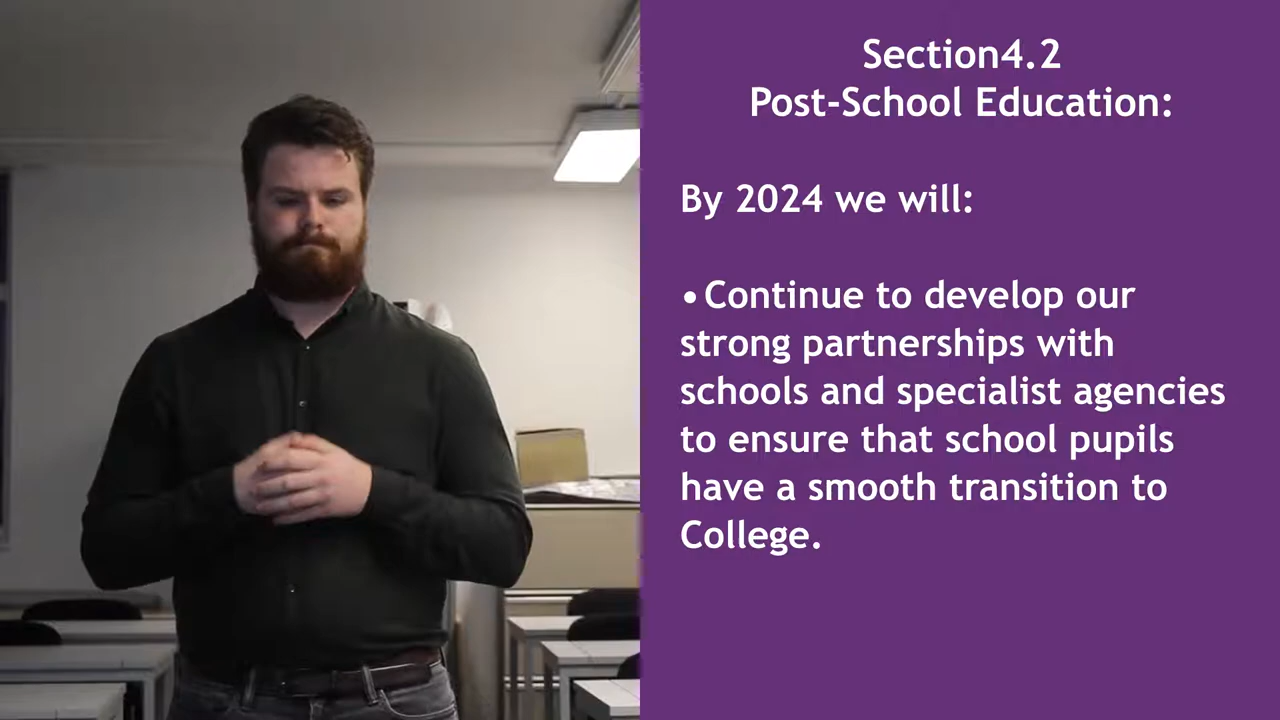 Section4.2
Post-School Education:
By 2024 we will:
•Continue to develop our
strong partnerships with
schools and specialist agencies
to ensure that school pupils
have a smooth transition to
College.